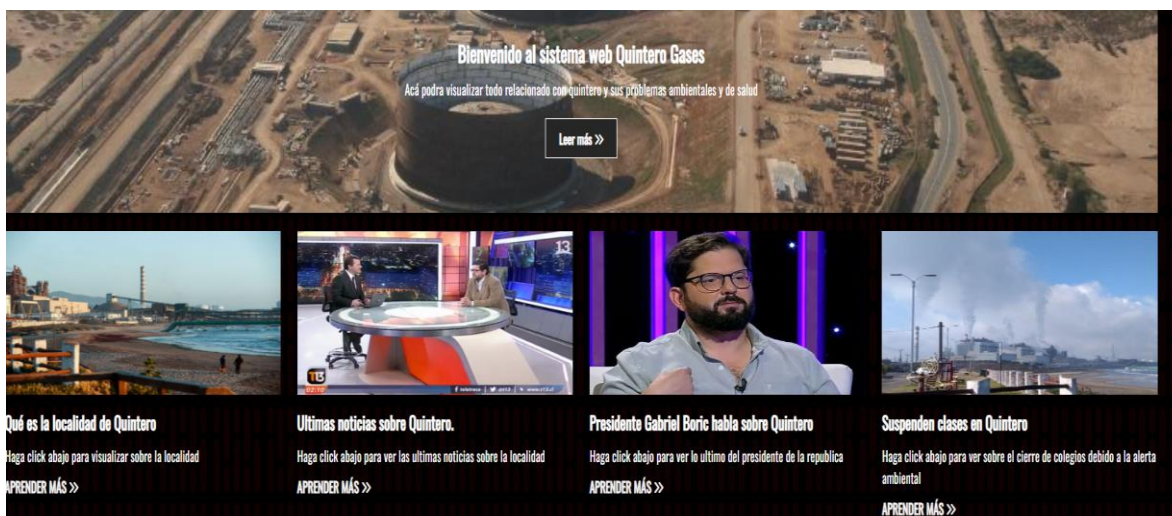 Bienvenido al sistema web Quintero Gases
Acá podra visualizar todo relacionado con quintero y sus problemas ambientales y de salud
Leer más »
13
T13
02:10
Qué es la localidad de Quintero
Haga click abajo para visualizar sobre la localidad
APRENDER MÁS »
Ultimas noticias sobre Quintero.
Haga click abajo para ver las ultimas noticias sobre la localidad
APRENDER MÁS »
Presidente Gabriel Boric habla sobre Quintero
Haga click abajo para ver lo ultimo del presidente de la republica
APRENDER MÁS »
Suspenden clases en Quintero
Haga click abajo para ver sobre el cierre de colegios debido a la alerta
ambiental
APRENDER MÁS »